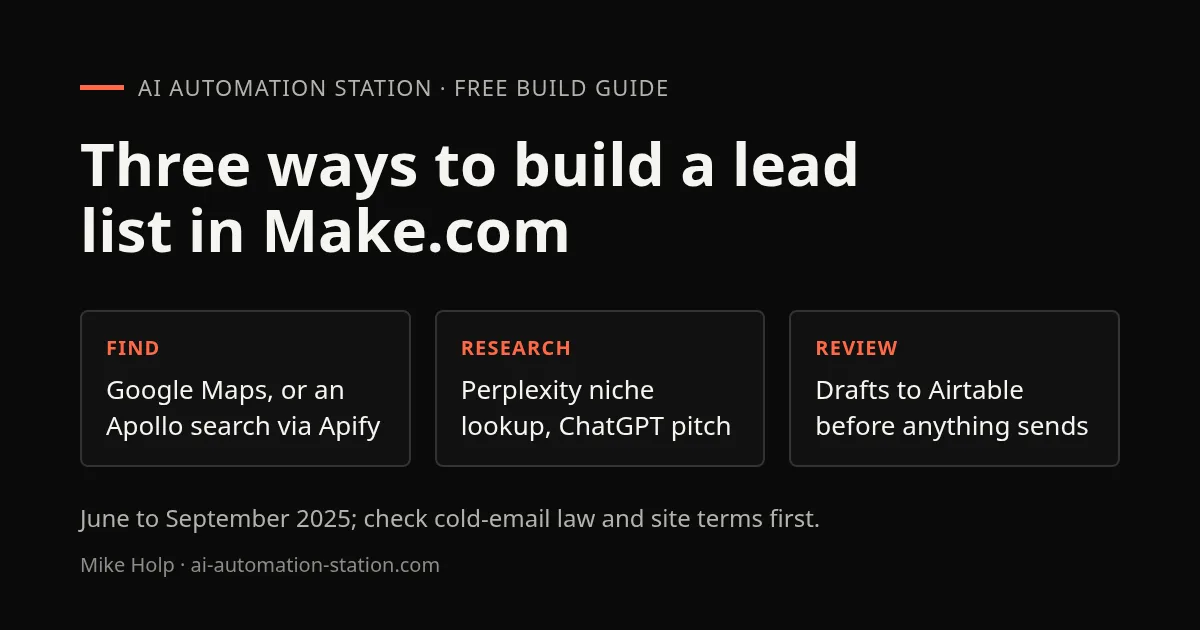 AI AUTOMATION STATION · FREE BUILD GUIDE
Three ways to build a lead
list in Make.com
FIND
Google Maps, or an
Apollo search via Apify
RESEARCH
Perplexity niche
lookup, ChatGPT pitch
REVIEW
Drafts to Airtable
before anything sends
June to September 2025; check cold-email law and site terms first.
Mike Holp · ai-automation-station.com